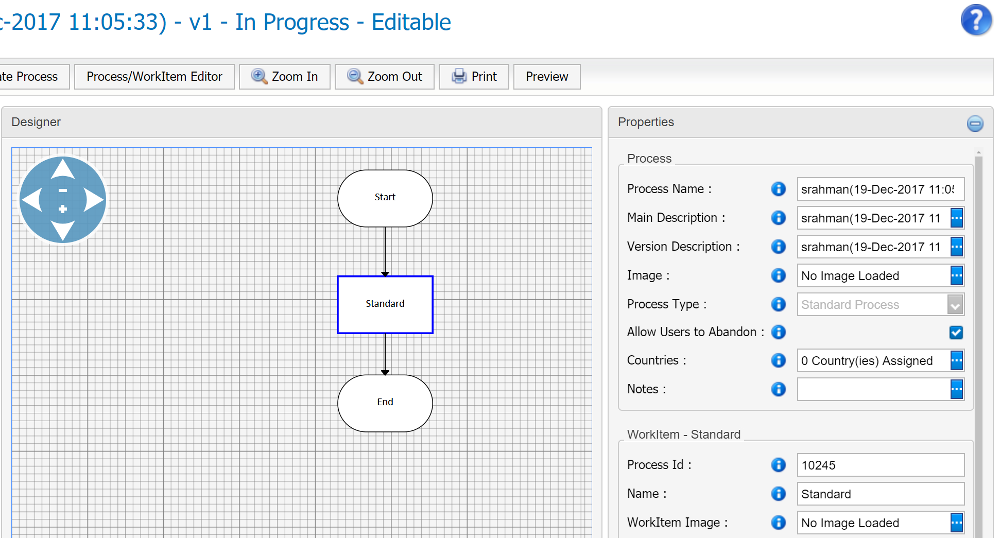 -2017 11:05:33) - v1 - In Progress - Editable
ate Process
Process/WorkItem Editor
Zoom In
Zoom Out
Print
Preview
Designer
Start
Standard
End
Properties
Process
Process Name :
srahman(19-Dec-2017 11:05
Main Description :
srahman(19-Dec-2017 11
Version Description :
srahman(19-Dec-2017 11
Image :
No Image Loaded
Process Type :
Standard Process
Allow Users to Abandon :
Countries :
0 Country(ies) Assigned
Notes :
WorkItem - Standard
Process Id :
10245
Name :
Standard
WorkItem Image :
No Image Loaded